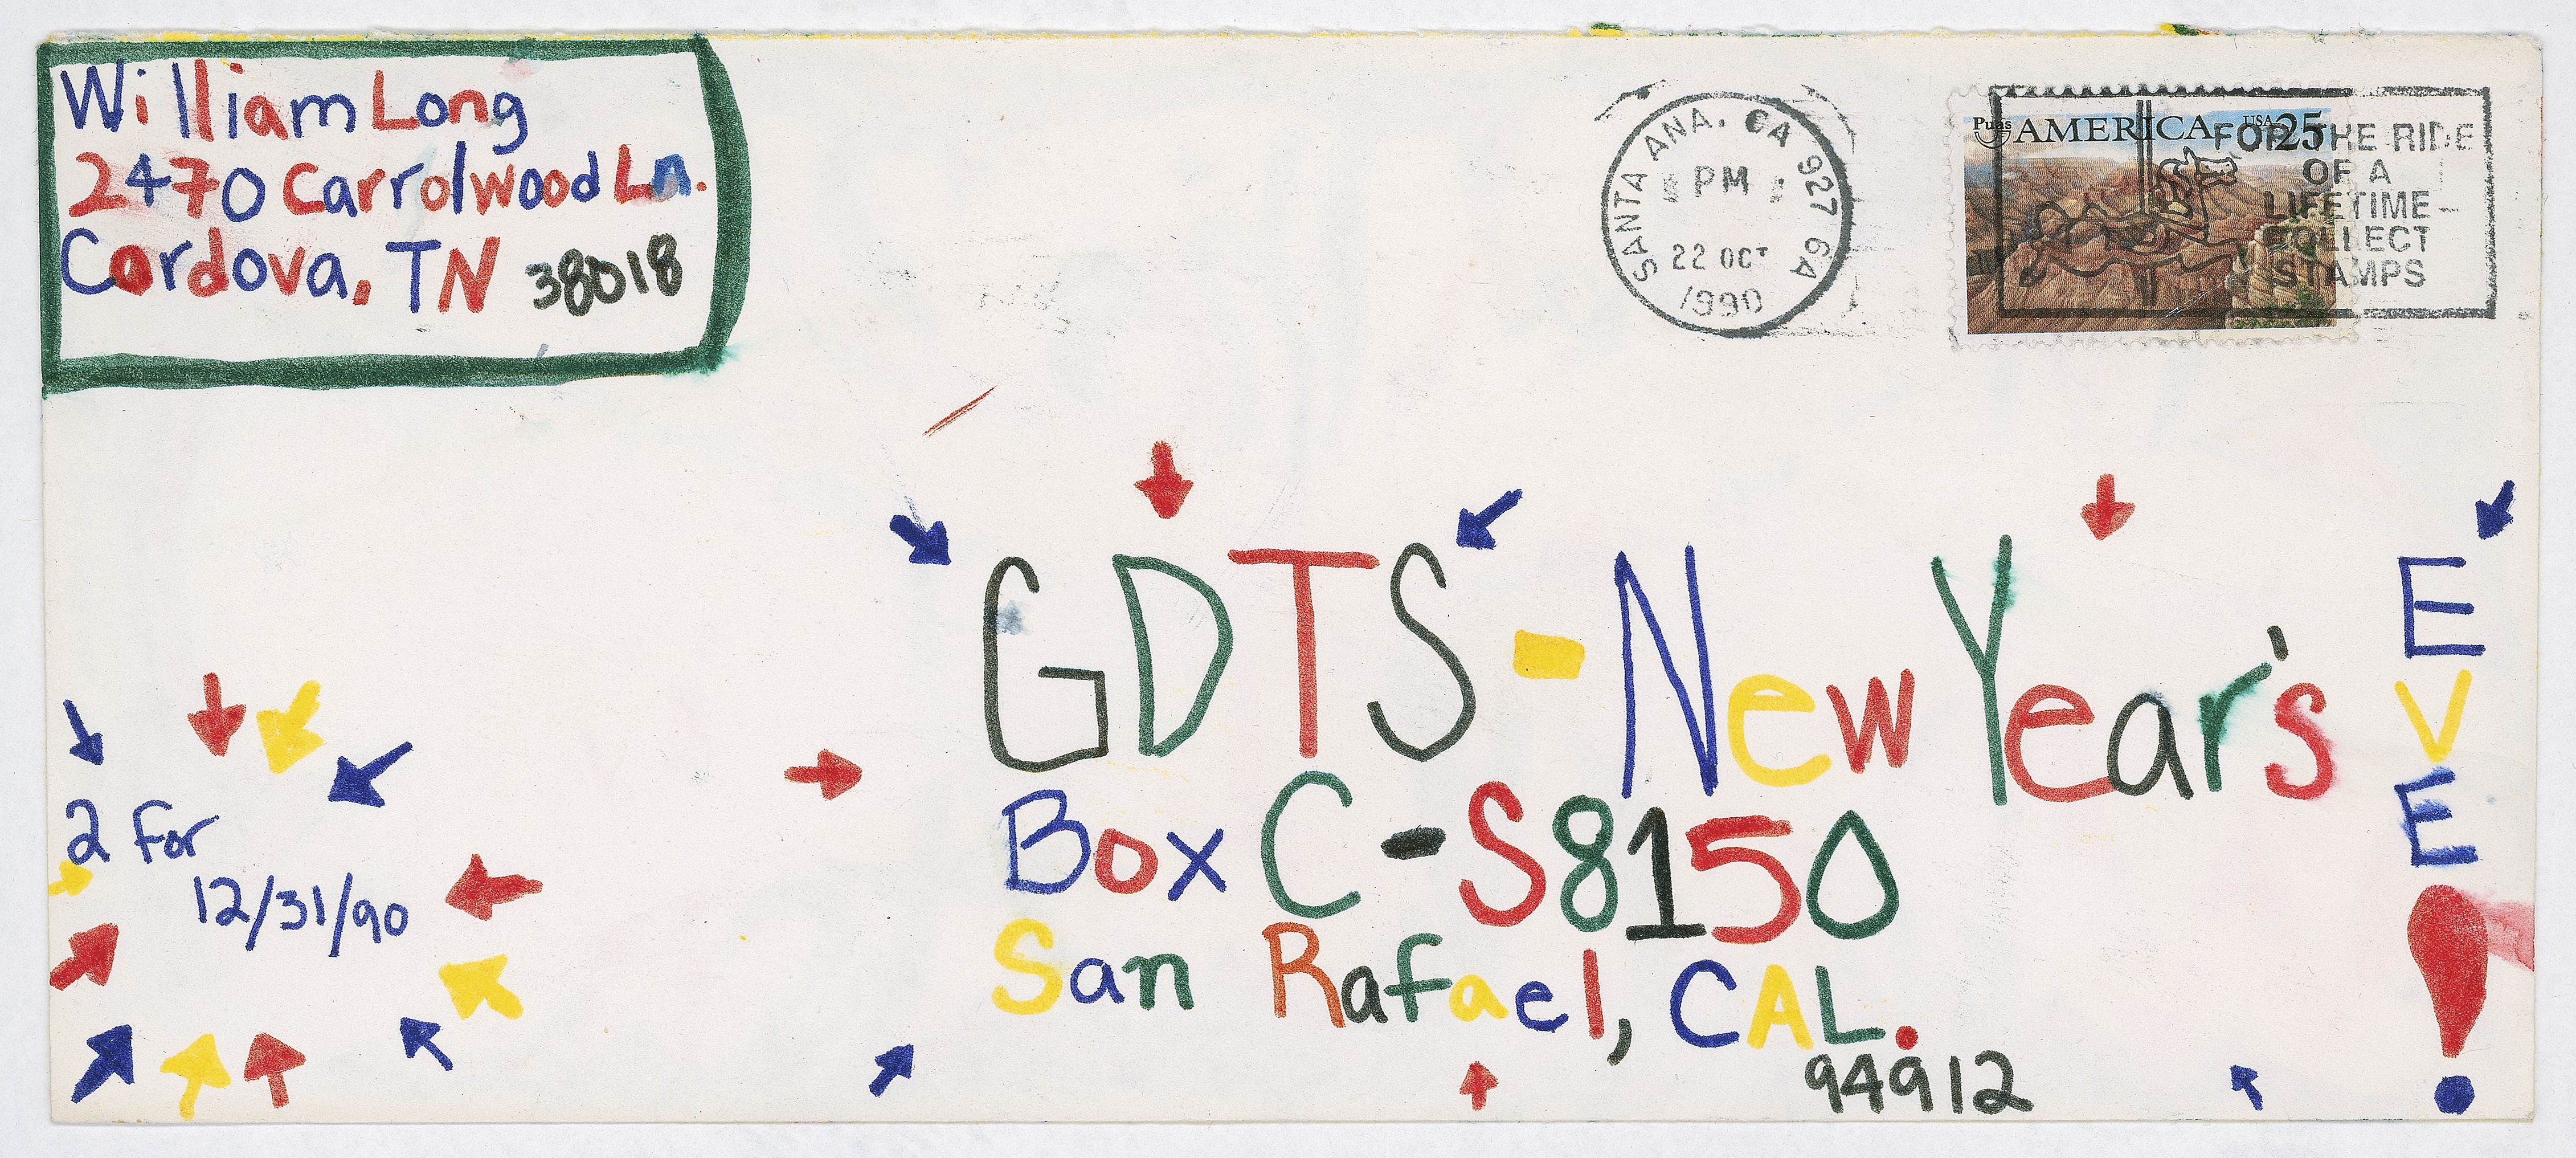 William Long
2470 Carrolwood Ln.
Cordova, TN 38018
SANTA ANA. CA 927 6A
PM
22 OCT
1990
AMERICA USA 25
FOR THE RIDE
OF A
LIFETIME
COLLECT
STAMPS
GDTS - New Year's EVE!
Box C-S8150
San Rafael, CAL.
94912
2 for
12/31/90